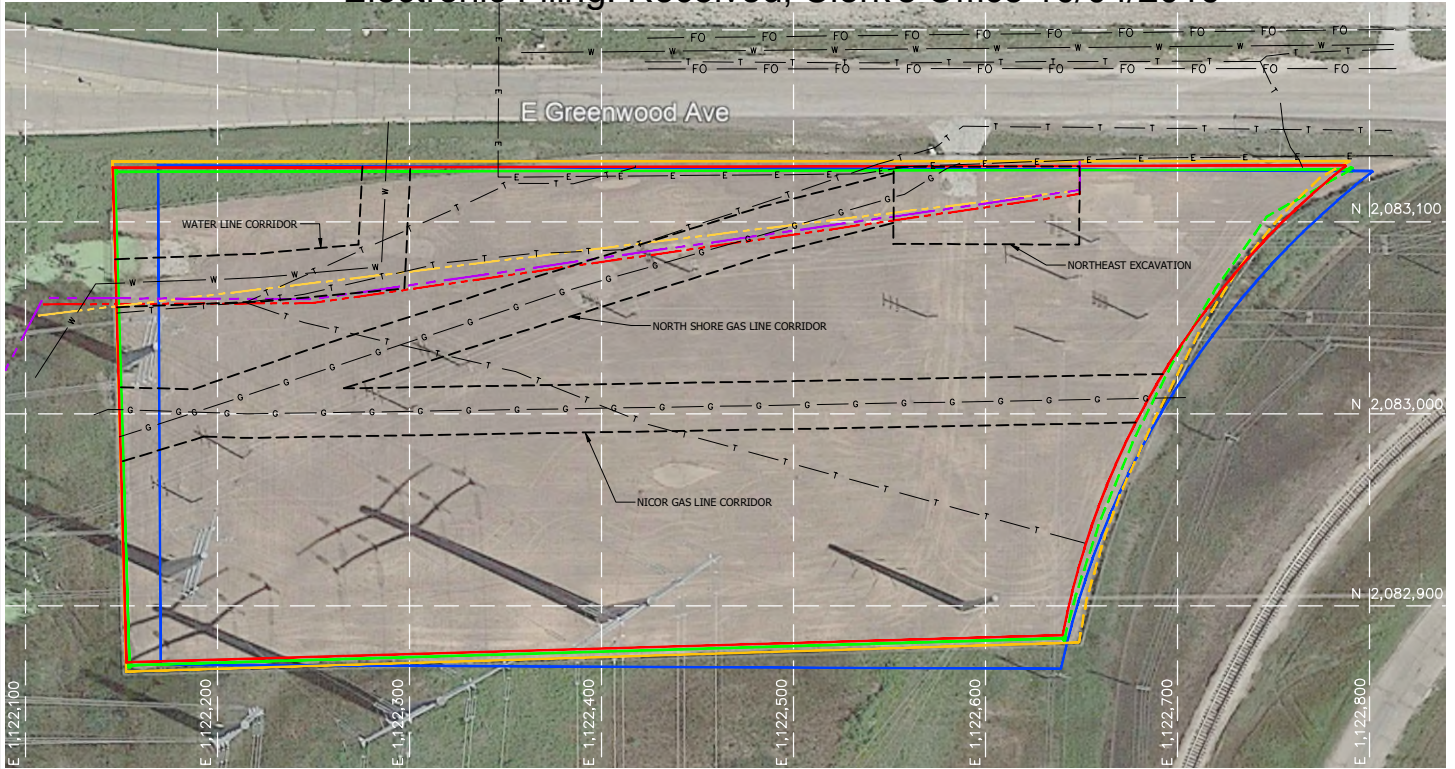 E Greenwood Ave
WATER LINE CORRIDOR
N 2,083,100
NORTHEAST EXCAVATION
NORTH SHORE GAS LINE CORRIDOR
N 2,083,000
NICOR GAS LINE CORRIDOR
N 2,082,900
E 1,122,100
E 1,122,200
E 1,122,300
E 1,122,400
E 1,122,500
E 1,122,600
E 1,122,700
E 1,122,800